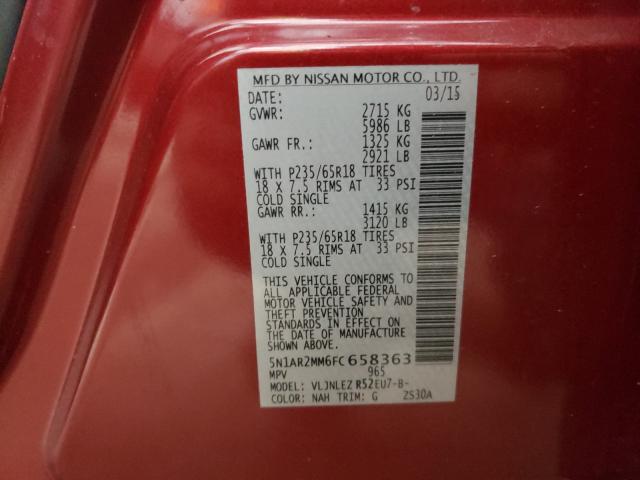 MFD BY NISSAN MOTOR CO., LTD.
DATE: 03/15
GVWR: 2715 KG
5986 LB
GAWR FR.: 1325 KG
2921 LB
WITH P235/65R18 TIRES
18 X 7.5 RIMS AT 33 PSI
COLD SINGLE
GAWR RR.: 1415 KG
3120 LB
WITH P235/65R18 TIRES
18 X 7.5 RIMS AT 33 PSI
COLD SINGLE
THIS VEHICLE CONFORMS TO
ALL APPLICABLE FEDERAL
MOTOR VEHICLE SAFETY AND
THEFT PREVENTION
STANDARDS IN EFFECT ON
THE DATE OF MANUFACTURE
SHOWN ABOVE.
5N1AR2MM6FC658363
MPV 965
MODEL: VLJNLEZ R52EU7-B-
COLOR: NAH TRIM: G ZS30A